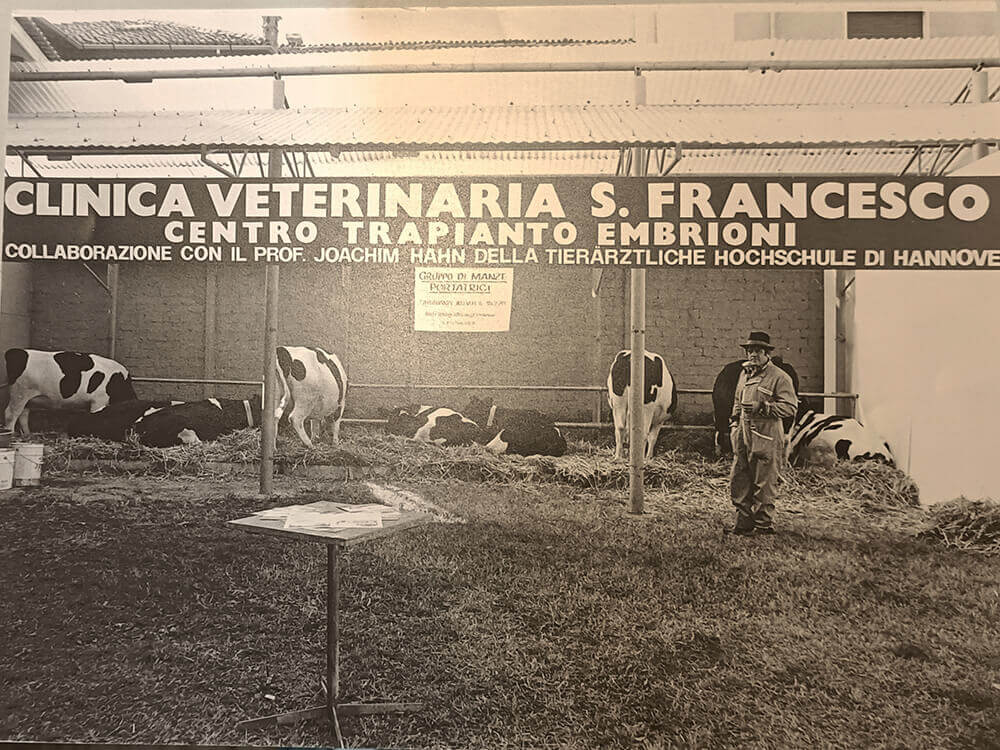 CLINICA VETERINARIA S. FRANCESCO
CENTRO TRAPIANTO EMBRIONI
COLLABORAZIONE CON IL PROF. JOACHIM HAHN DELLA TIERÄRZTLICHE HOCHSCHULE DI HANNOVE
GRUPPO DI MANZE
PORTATRICI